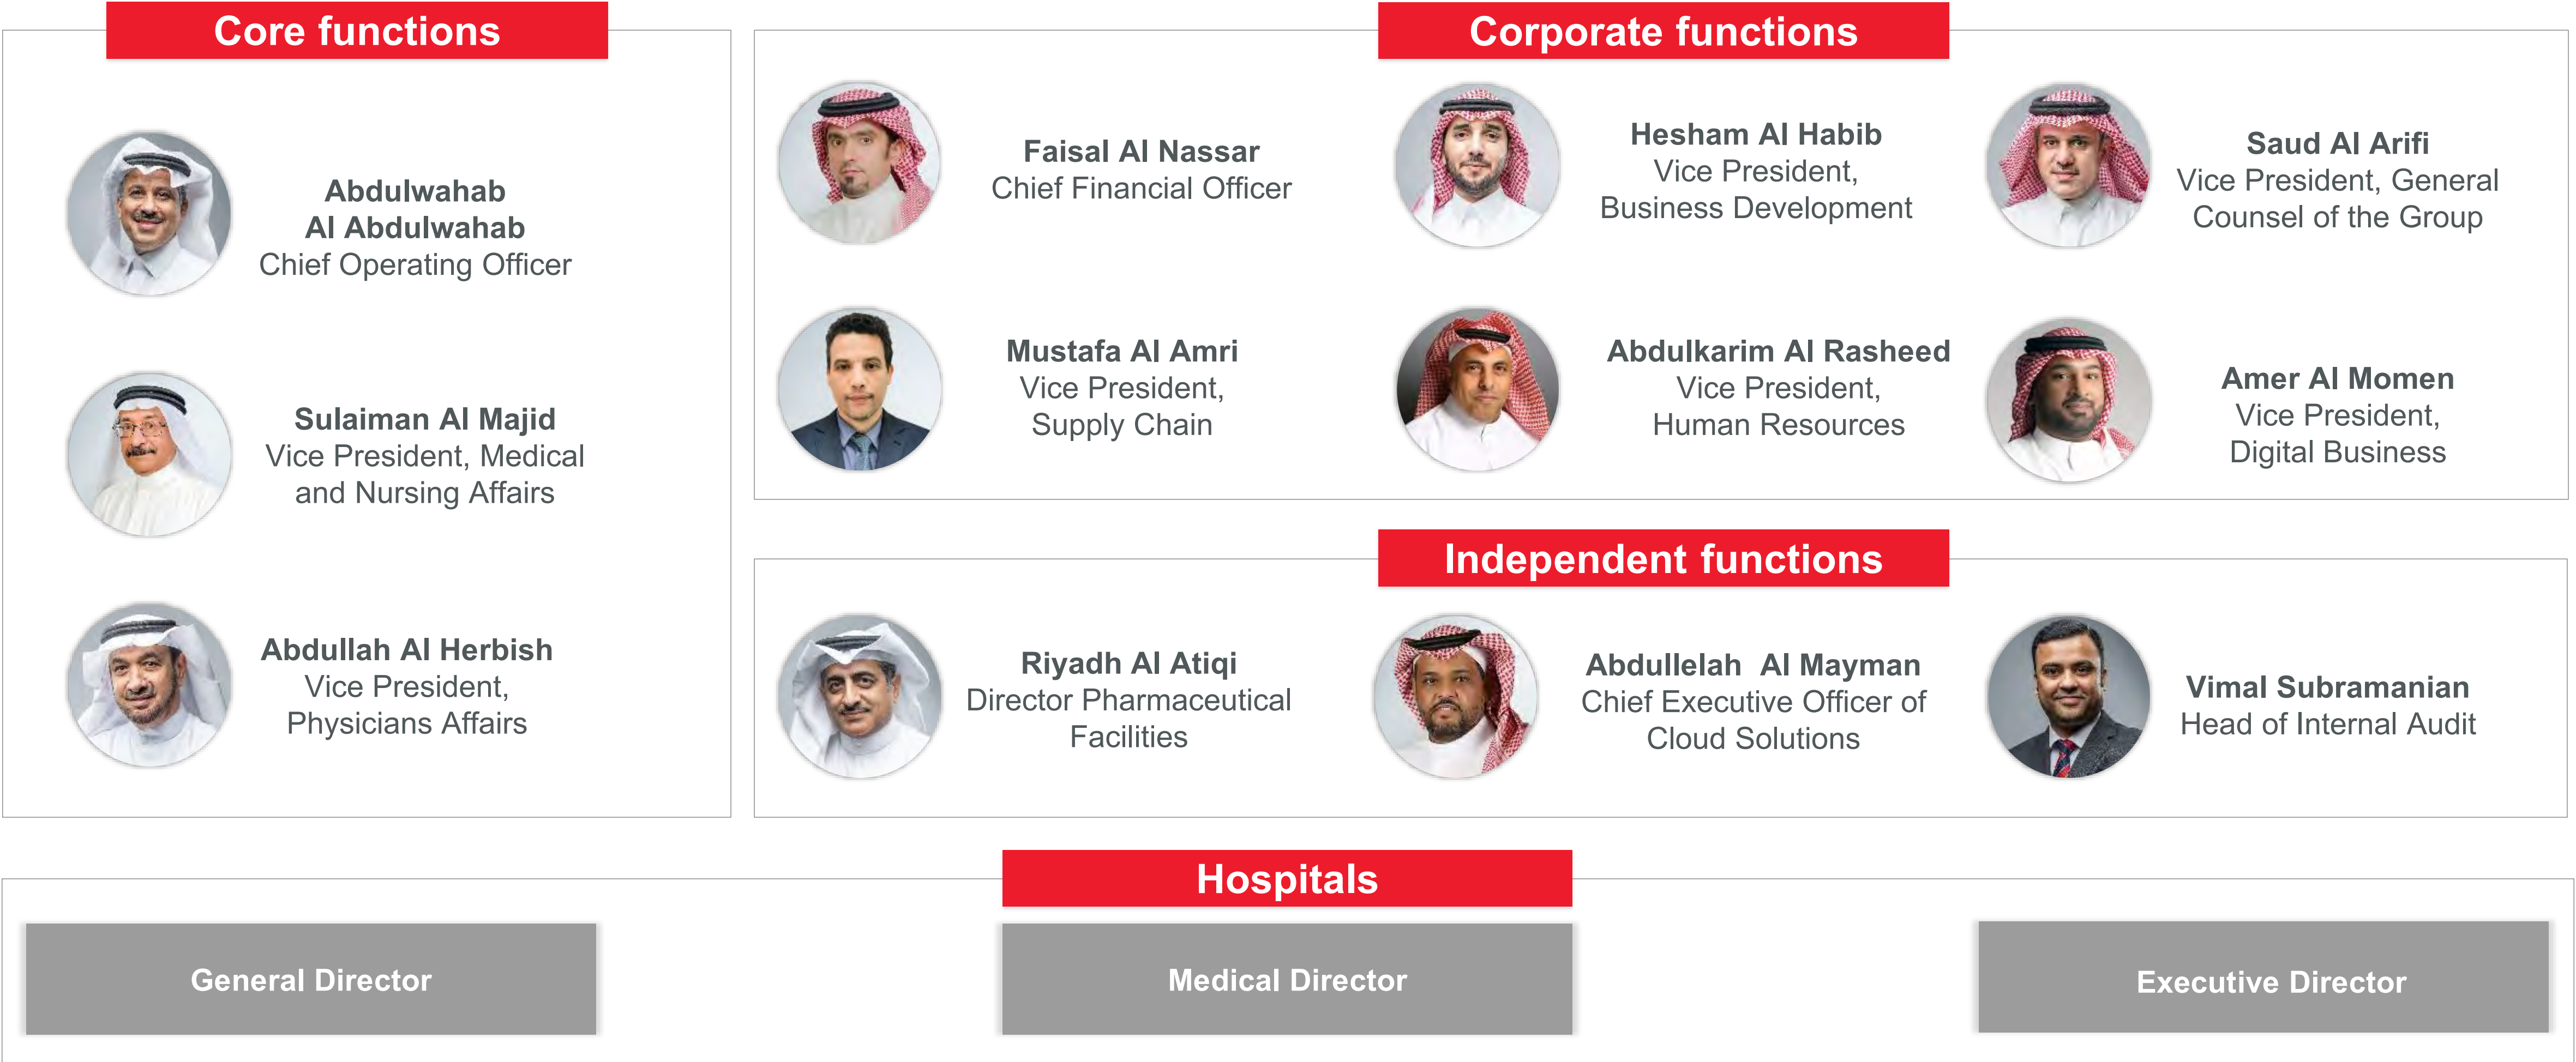 Core functions
Abdulwahab
Al Abdulwahab
Chief Operating Officer
Sulaiman Al Majid
Vice President, Medical
and Nursing Affairs
Abdullah Al Herbish
Vice President,
Physicians Affairs
Corporate functions
Faisal Al Nassar
Chief Financial Officer
Hesham Al Habib
Vice President,
Business Development
Saud Al Arifi
Vice President, General
Counsel of the Group
Mustafa Al Amri
Vice President,
Supply Chain
Abdulkarim Al Rasheed
Vice President,
Human Resources
Amer Al Momen
Vice President,
Digital Business
Independent functions
Riyadh Al Atiqi
Director Pharmaceutical
Facilities
Abdullelah  Al Mayman
Chief Executive Officer of
Cloud Solutions
Vimal Subramanian
Head of Internal Audit
Hospitals
General Director
Medical Director
Executive Director